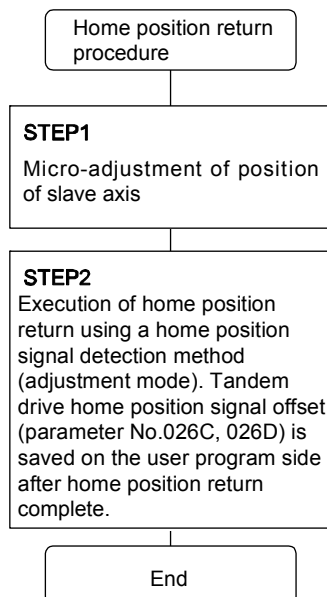 Home position return
procedure
STEP1
Micro-adjustment of position
of slave axis
STEP2
Execution of home position
return using a home position
signal detection method
(adjustment mode). Tandem
drive home position signal offset
(parameter No.026C, 026D) is
saved on the user program side
after home position return
complete.
End